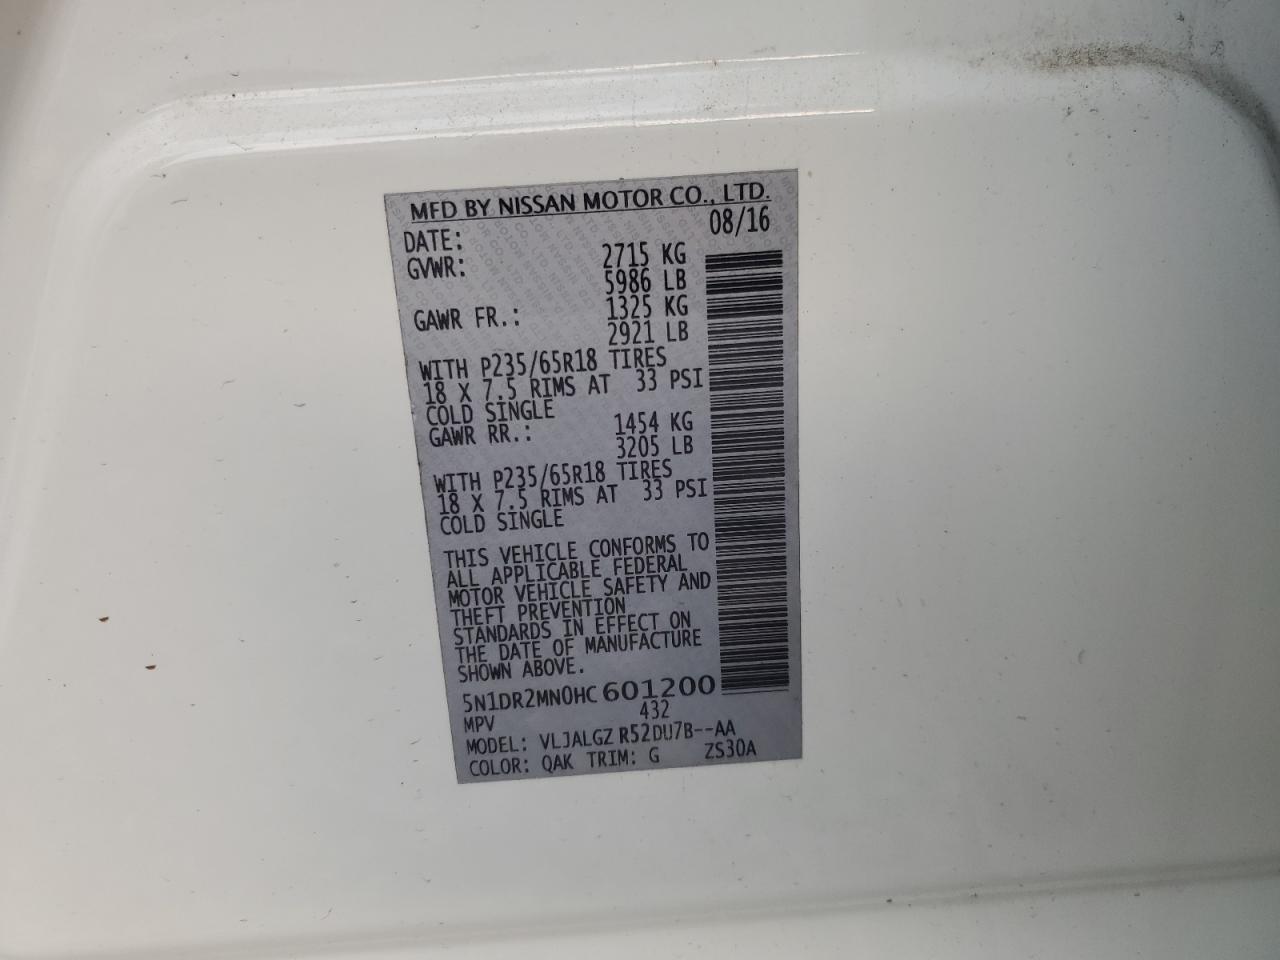 MFD BY NISSAN MOTOR CO., LTD.
DATE: 08/16
GVWR: 2715 KG
5986 LB
GAWR FR.: 1325 KG
2921 LB
WITH P235/65R18 TIRES
18 X 7.5 RIMS AT 33 PSI
COLD SINGLE
GAWR RR.: 1454 KG
3205 LB
WITH P235/65R18 TIRES
18 X 7.5 RIMS AT 33 PSI
COLD SINGLE
THIS VEHICLE CONFORMS TO
ALL APPLICABLE FEDERAL
MOTOR VEHICLE SAFETY AND
THEFT PREVENTION
STANDARDS IN EFFECT ON
THE DATE OF MANUFACTURE
SHOWN ABOVE.
5N1DR2MN0HC601200
MPV 432
MODEL: VLJALGZ R52DU7B--AA
COLOR: QAK TRIM: G ZS30A